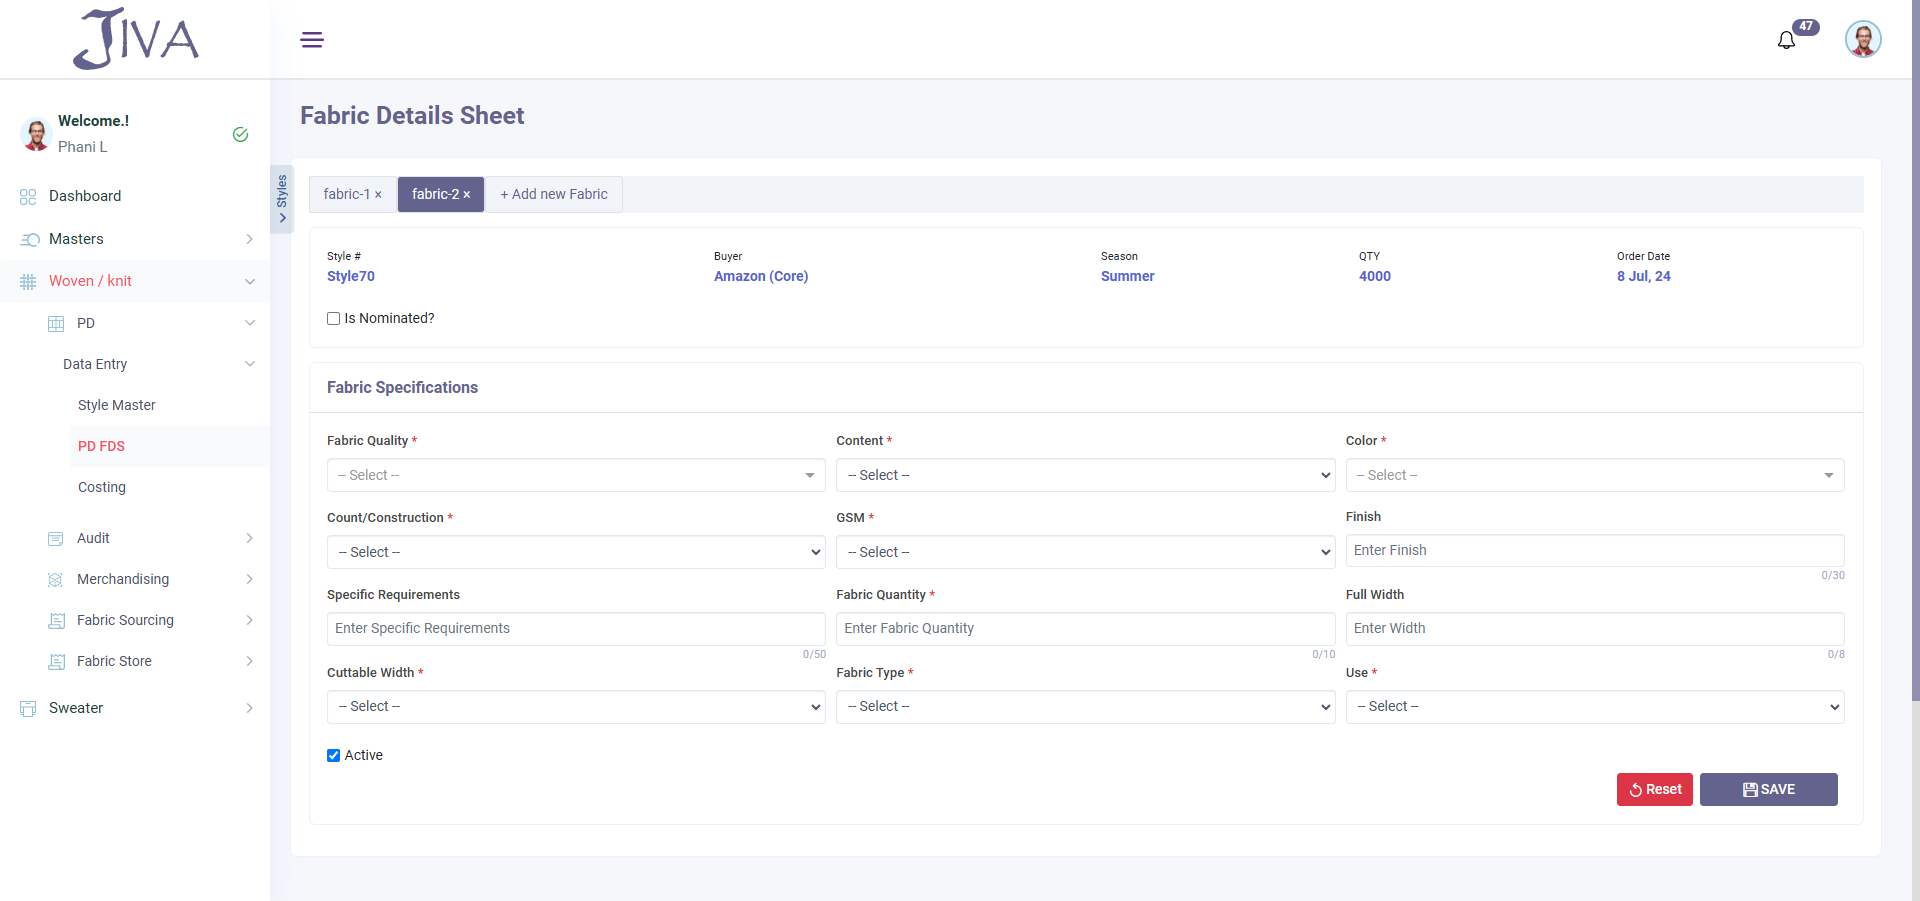 JIVA
47
Welcome.!
Phani L
Dashboard
Masters
Woven / knit
PD
Data Entry
Style Master
PD FDS
Costing
Audit
Merchandising
Fabric Sourcing
Fabric Store
Sweater
Styles
Fabric Details Sheet
fabric-1 × fabric-2 × + Add new Fabric
Style # Buyer Season QTY Order Date
Style70 Amazon (Core) Summer 4000 8 Jul, 24
Is Nominated?
Fabric Specifications
Fabric Quality * Content * Color *
-- Select -- -- Select -- -- Select --
Count/Construction * GSM * Finish
-- Select -- -- Select -- Enter Finish
0/30
Specific Requirements Fabric Quantity * Full Width
Enter Specific Requirements Enter Fabric Quantity Enter Width
0/50 0/10 0/8
Cuttable Width * Fabric Type * Use *
-- Select -- -- Select -- -- Select --
Active
Reset SAVE